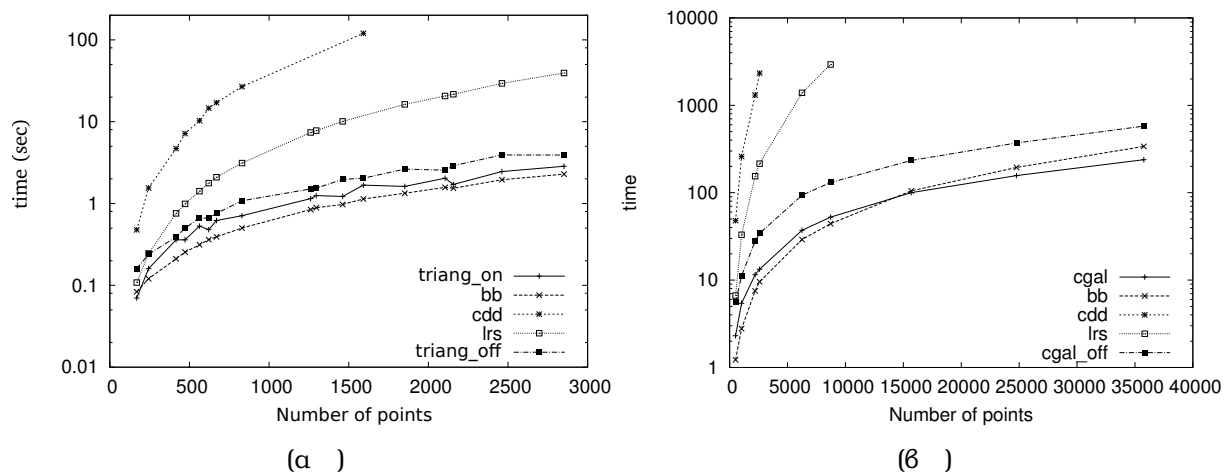 100
10
1
0.1
0.01
time (sec)
0 500 1000 1500 2000 2500 3000
Number of points
triang_on
bb
cdd
lrs
triang_off
(α )
10000
1000
100
10
1
time
0 5000 10000 15000 20000 25000 30000 35000 40000
Number of points
cgal
bb
cdd
lrs
cgal_off
(β )